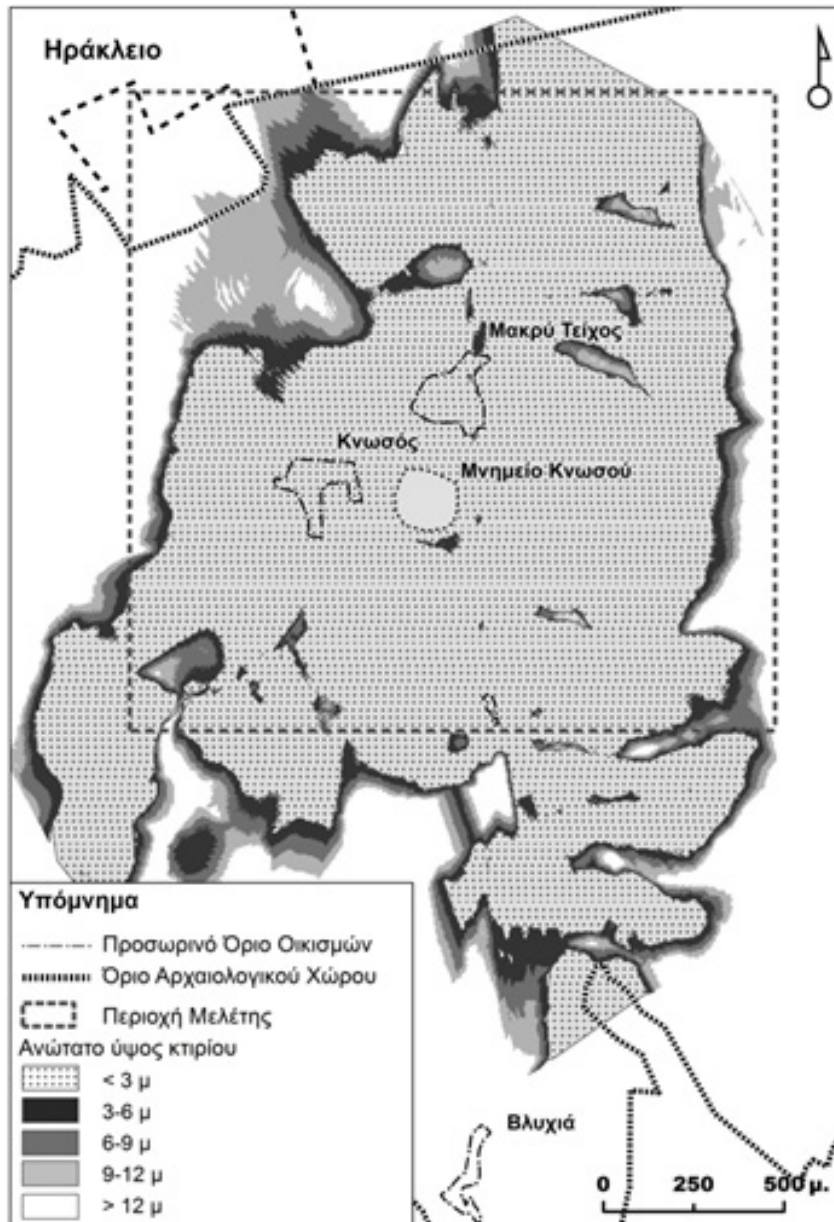 Ηράκλειο
Μακρύ Τείχος
Κνωσός
Μνημείο Κνωσού
Υπόμνημα
Προσωρινό Όριο Οικισμών
Όριο Αρχαιολογικού Χώρου
Περιοχή Μελέτης
Ανώτατο ύψος κτιρίου
< 3 μ
3-6 μ
6-9 μ
9-12 μ
> 12 μ
Βλυχιά
0 250 500 μ.